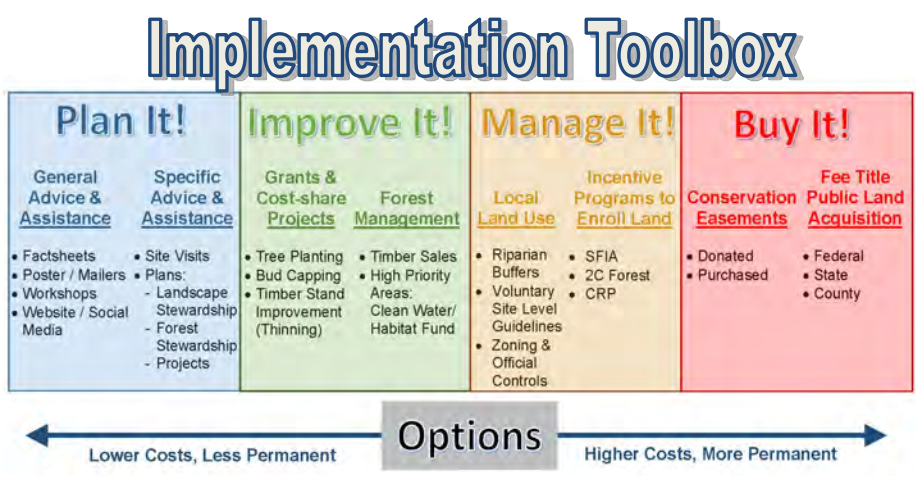 Implementation Toolbox
Plan It!
General
Advice &
Assistance
• Factsheets
• Poster / Mailers
• Workshops
• Website / Social
Media
Specific
Advice &
Assistance
• Site Visits
• Plans:
- Landscape
Stewardship
- Forest
Stewardship
- Projects
Improve It!
Grants &
Cost-share
Projects
• Tree Planting
• Bud Capping
• Timber Stand
Improvement
(Thinning)
Forest
Management
• Timber Sales
• High Priority
Areas:
Clean Water/
Habitat Fund
Manage It!
Local
Land Use
• Riparian
Buffers
• Voluntary
Site Level
Guidelines
• Zoning &
Official
Controls
Incentive
Programs to
Enroll Land
• SFIA
• 2C Forest
• CRP
Buy It!
Conservation
Easements
• Donated
• Purchased
Fee Title
Public Land
Acquisition
• Federal
• State
• County
Options
Lower Costs, Less Permanent
Higher Costs, More Permanent